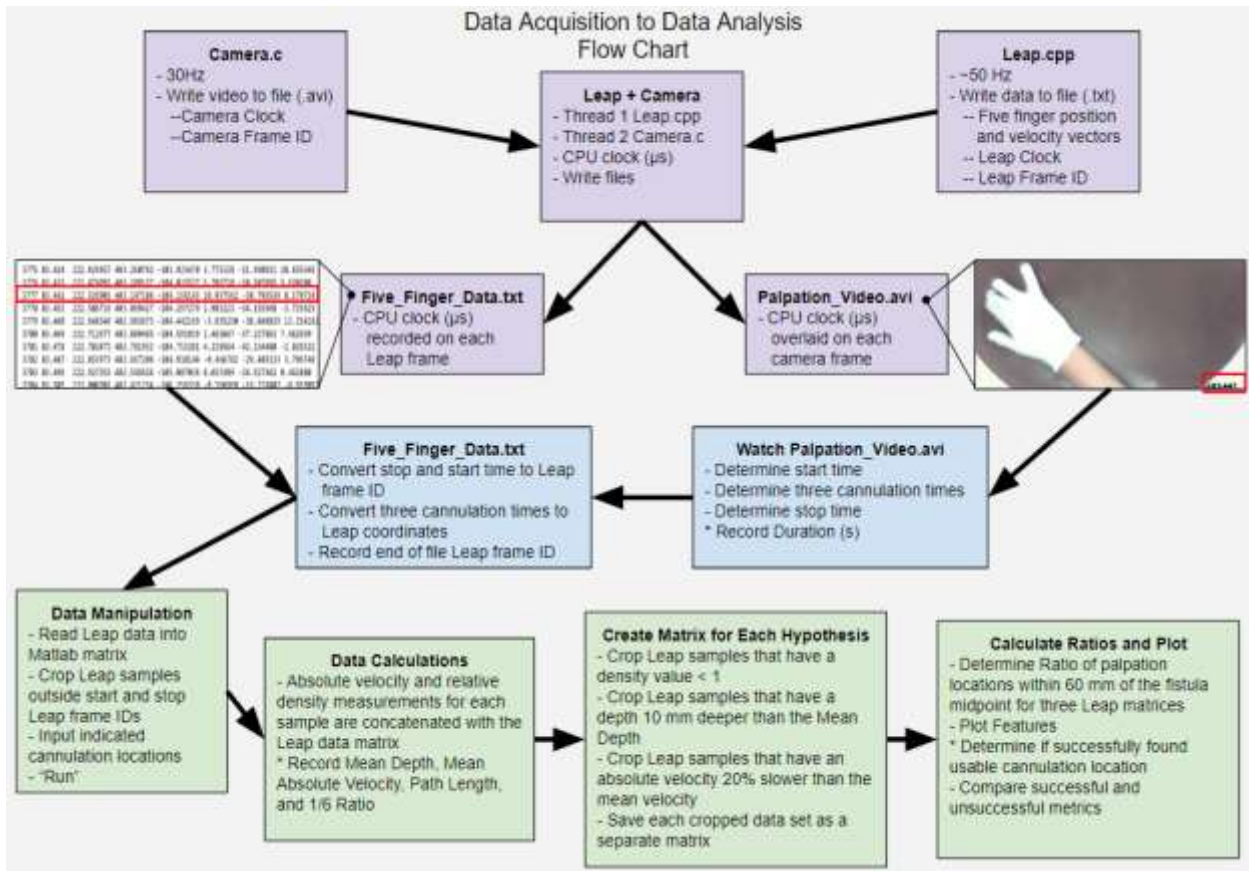 Data Acquisition to Data Analysis
Flow Chart
Camera.c
- 30Hz
- Write video to file (.avi)
--Camera Clock
--Camera Frame ID
Leap + Camera
- Thread 1 Leap.cpp
- Thread 2 Camera.c
- CPU clock (µs)
- Write files
Leap.cpp
- ~50 Hz
- Write data to file (.txt)
-- Five finger position
and velocity vectors
-- Leap Clock
-- Leap Frame ID
Five_Finger_Data.txt
- CPU clock (µs)
recorded on each
Leap frame
Palpation_Video.avi
- CPU clock (µs)
overlaid on each
camera frame
Five_Finger_Data.txt
- Convert stop and start time to Leap
frame ID
- Convert three cannulation times to
Leap coordinates
- Record end of file Leap frame ID
Watch Palpation_Video.avi
- Determine start time
- Determine three cannulation times
- Determine stop time
* Record Duration (s)
Data Manipulation
- Read Leap data into
Matlab matrix
- Crop Leap samples
outside start and stop
Leap frame IDs
- Input indicated
cannulation locations
- "Run"
Data Calculations
- Absolute velocity and relative
density measurements for each
sample are concatenated with the
Leap data matrix
* Record Mean Depth, Mean
Absolute Velocity, Path Length,
and 1/6 Ratio
Create Matrix for Each Hypothesis
- Crop Leap samples that have a
density value < 1
- Crop Leap samples that have a
depth 10 mm deeper than the Mean
Depth
- Crop Leap samples that have an
absolute velocity 20% slower than
the mean velocity
- Save each cropped data set as a
separate matrix
Calculate Ratios and Plot
- Determine Ratio of palpation
locations within 60 mm of the fistula
midpoint for three Leap matrices
- Plot Features
* Determine if successfully found
usable cannulation location
- Compare successful and
unsuccessful metrics